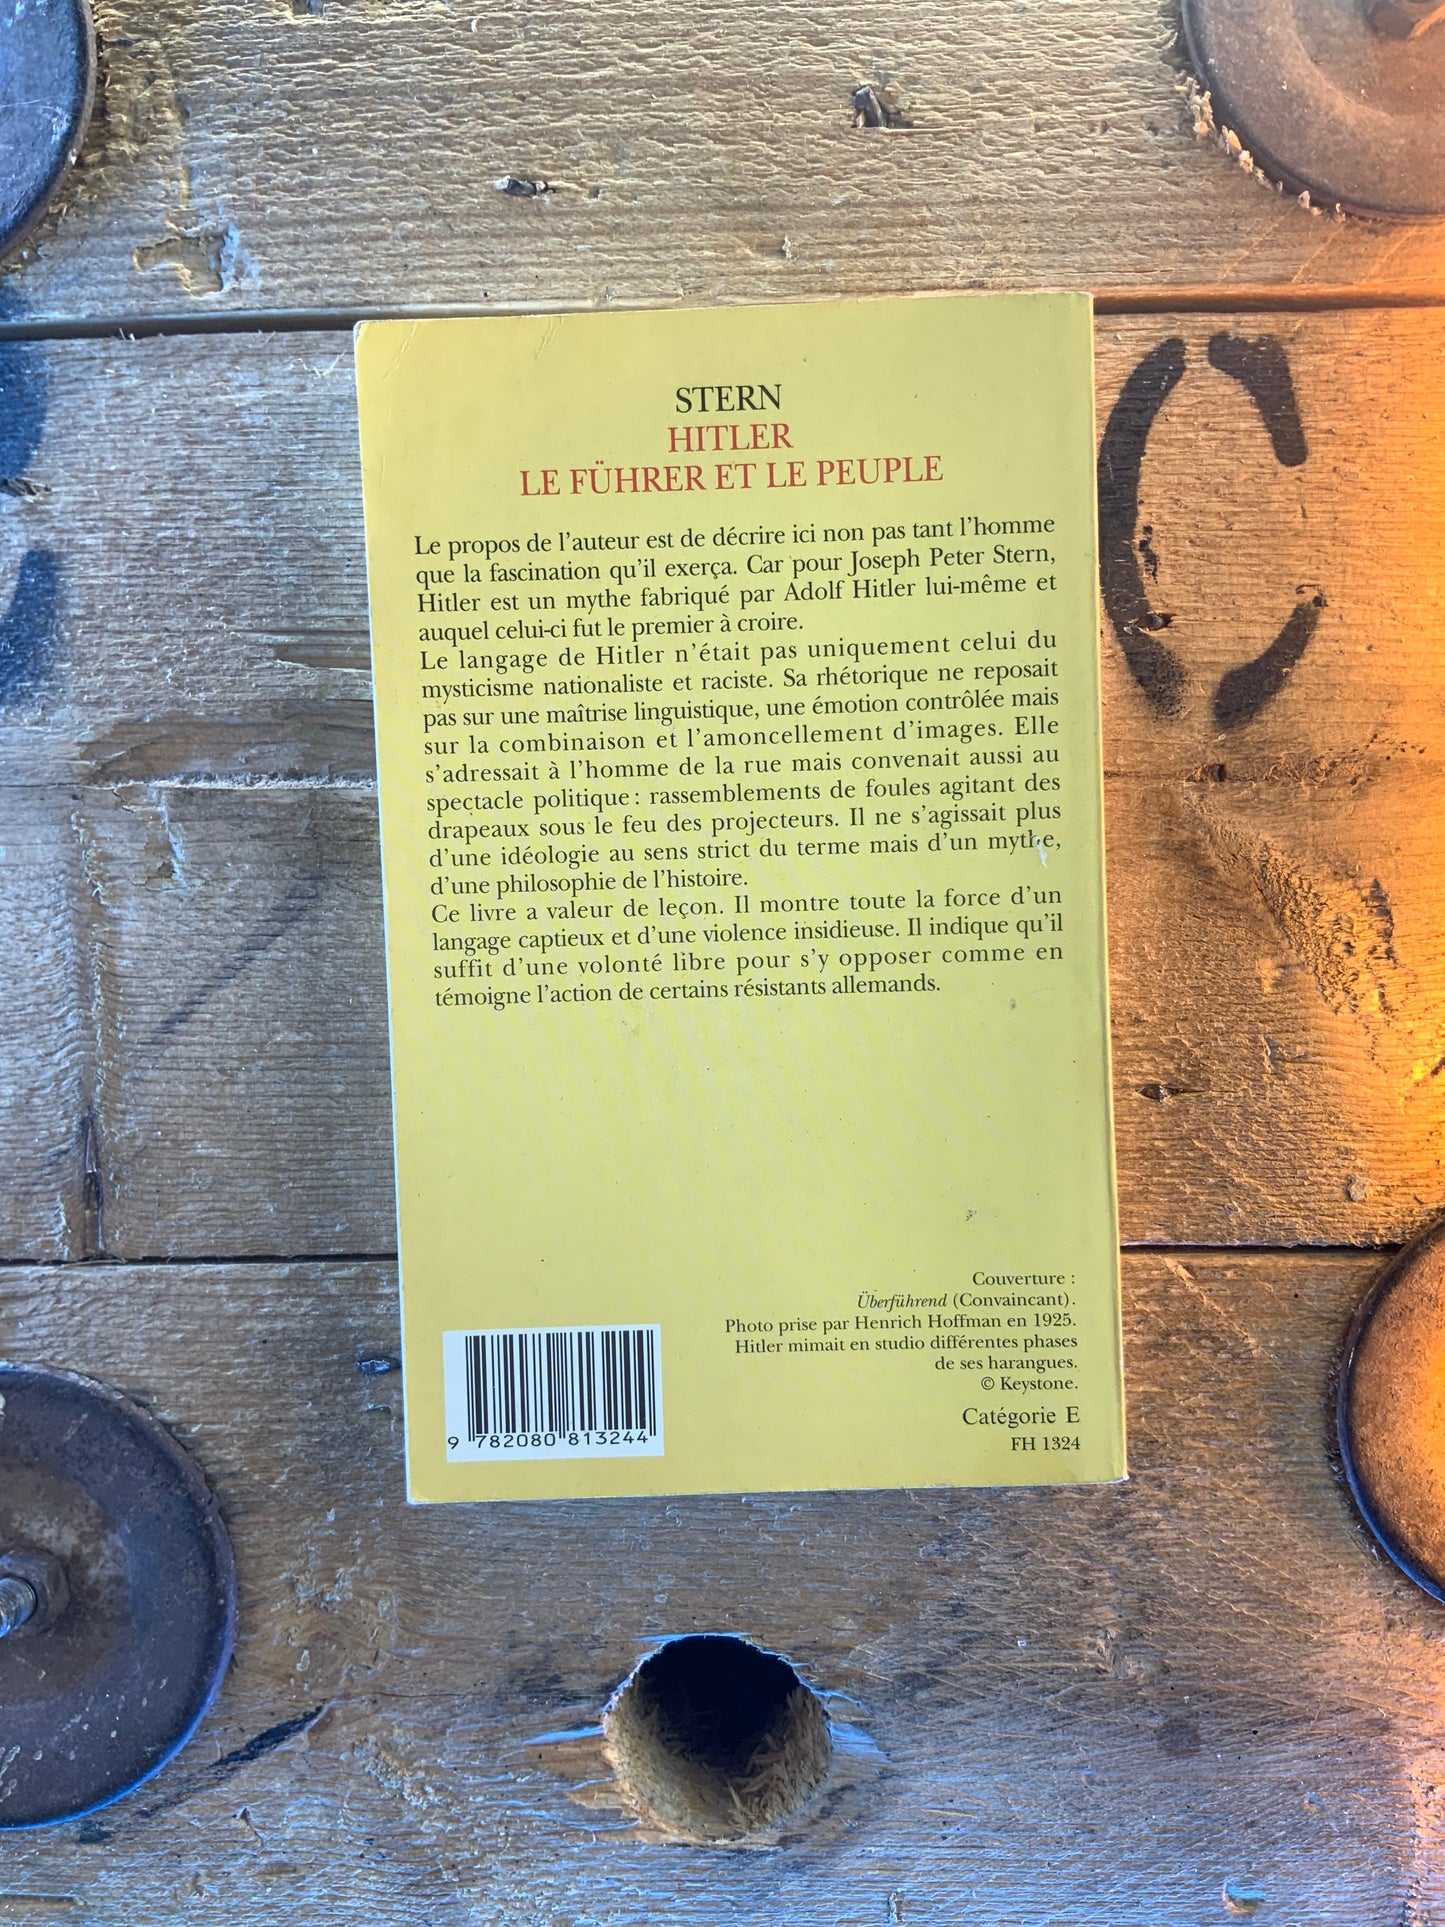 STERN
HITLER
LE FÜHRER ET LE PEUPLE
Le propos de l'auteur est de décrire ici non pas tant l'homme
que la fascination qu'il exerça. Car pour Joseph Peter Stern,
Hitler est un mythe fabriqué par Adolf Hitler lui-même et
auquel celui-ci fut le premier à croire.
Le langage de Hitler n'était pas uniquement celui du
mysticisme nationaliste et raciste. Sa rhétorique ne reposait
pas sur une maîtrise linguistique, une émotion contrôlée mais
sur la combinaison et l'amoncellement d'images. Elle
s'adressait à l'homme de la rue mais convenait aussi au
spectacle politique : rassemblements de foules agitant des
drapeaux sous le feu des projecteurs. Il ne s'agissait plus
d'une idéologie au sens strict du terme mais d'un mythe,
d'une philosophie de l'histoire.
Ce livre a valeur de leçon. Il montre toute la force d'un
langage captieux et d'une violence insidieuse. Il indique qu'il
suffit d'une volonté libre pour s'y opposer comme en
témoigne l'action de certains résistants allemands.
Couverture :
Überführend (Convaincant).
Photo prise par Henrich Hoffman en 1925.
Hitler mimait en studio différentes phases
de ses harangues.
© Keystone.
Catégorie E
FH 1324
9 782080 813244
C